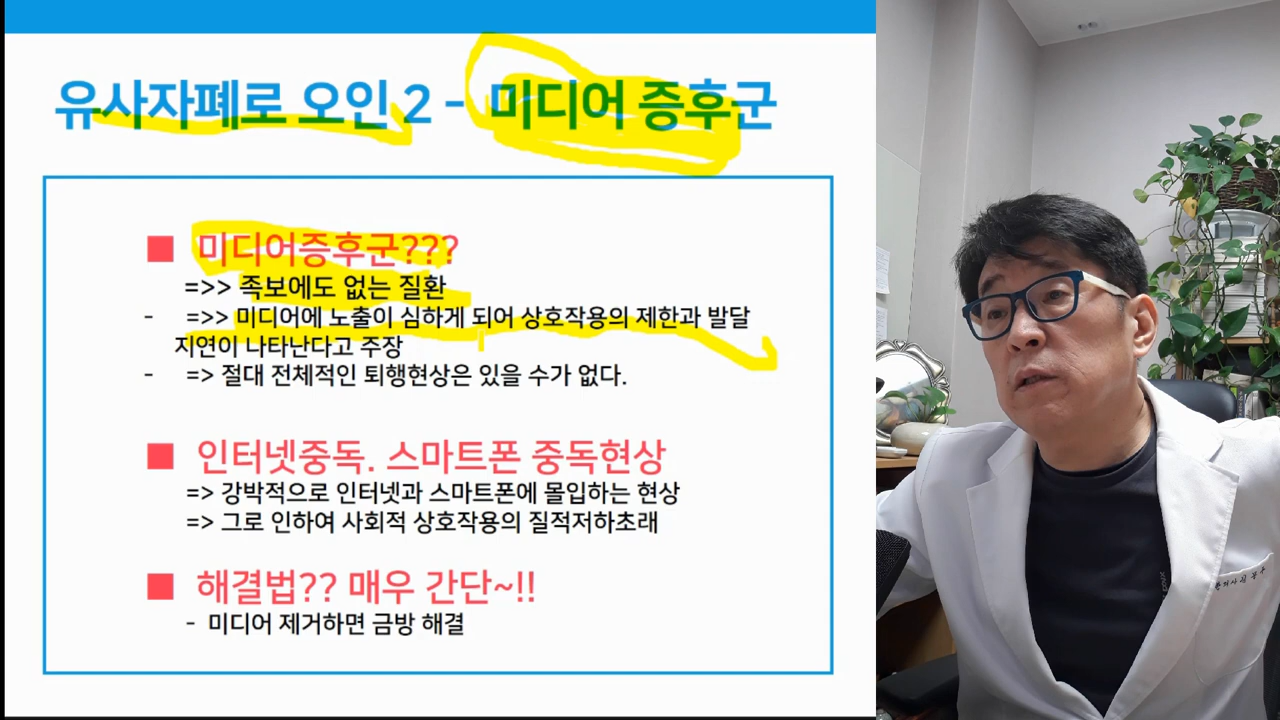 유사자폐로 오인 2 - 미디어 증후군
■ 미디어증후군???
=>> 족보에도 없는 질환
- =>> 미디어에 노출이 심하게 되어 상호작용의 제한과 발달
지연이 나타난다고 주장
- => 절대 전체적인 퇴행현상은 있을 수가 없다.
■ 인터넷중독. 스마트폰 중독현상
=> 강박적으로 인터넷과 스마트폰에 몰입하는 현상
=> 그로 인하여 사회적 상호작용의 질적저하초래
■ 해결법?? 매우 간단~!!
- 미디어 제거하면 금방 해결